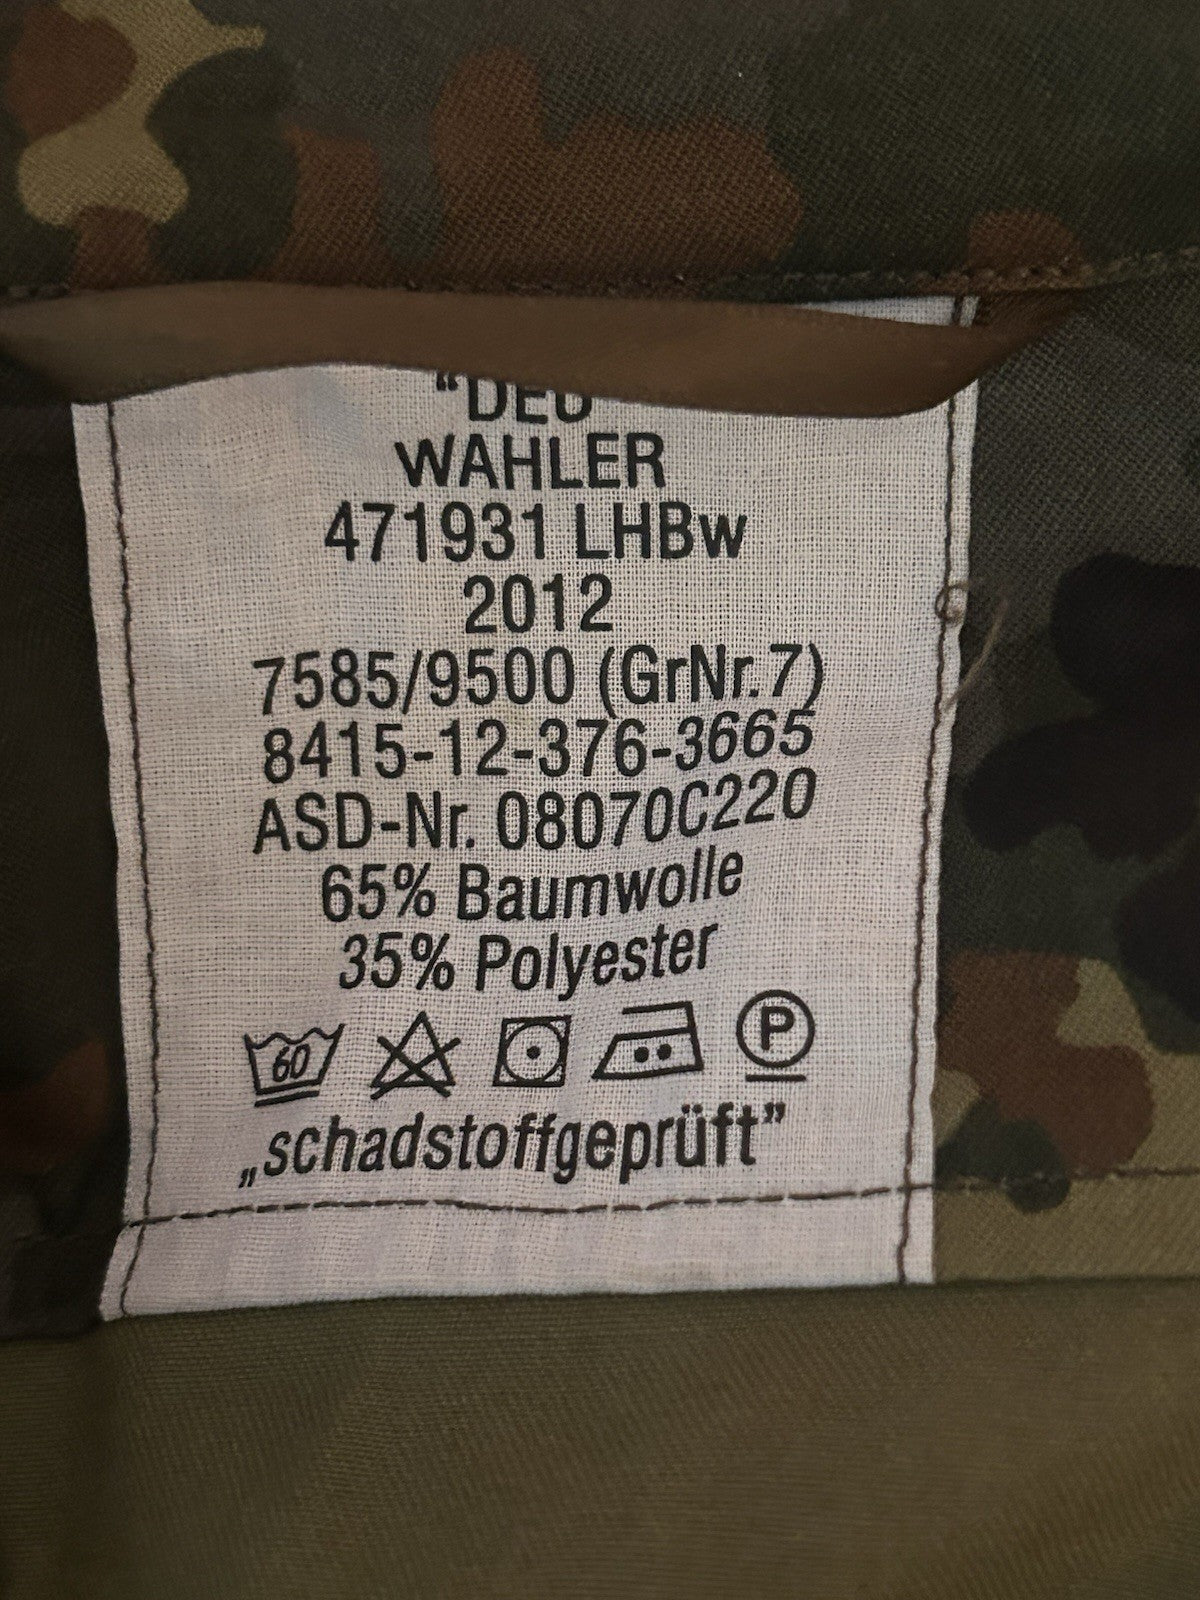 "DEU
WAHLER
471931 LHBw
2012
7585/9500 (GrNr.7)
8415-12-376-3665
ASD-Nr. 08070C220
65% Baumwolle
35% Polyester
60 P
„schadstoffgeprüft”